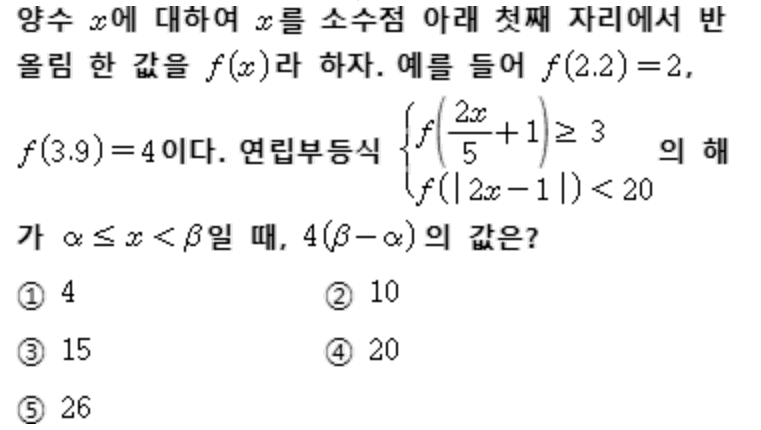 양수 x에 대하여 x를 소수점 아래 첫째 자리에서 반
올림 한 값을 f(x)라 하자. 예를 들어 f(2.2)=2,
f(3.9)=4이다. 연립부등식 { f(2x/5+1)≥ 3 의 해
f(|2x-1|)<20
가 α≤x<β일 때, 4(β-α)의 값은?
① 4 ② 10
③ 15 ④ 20
⑤ 26